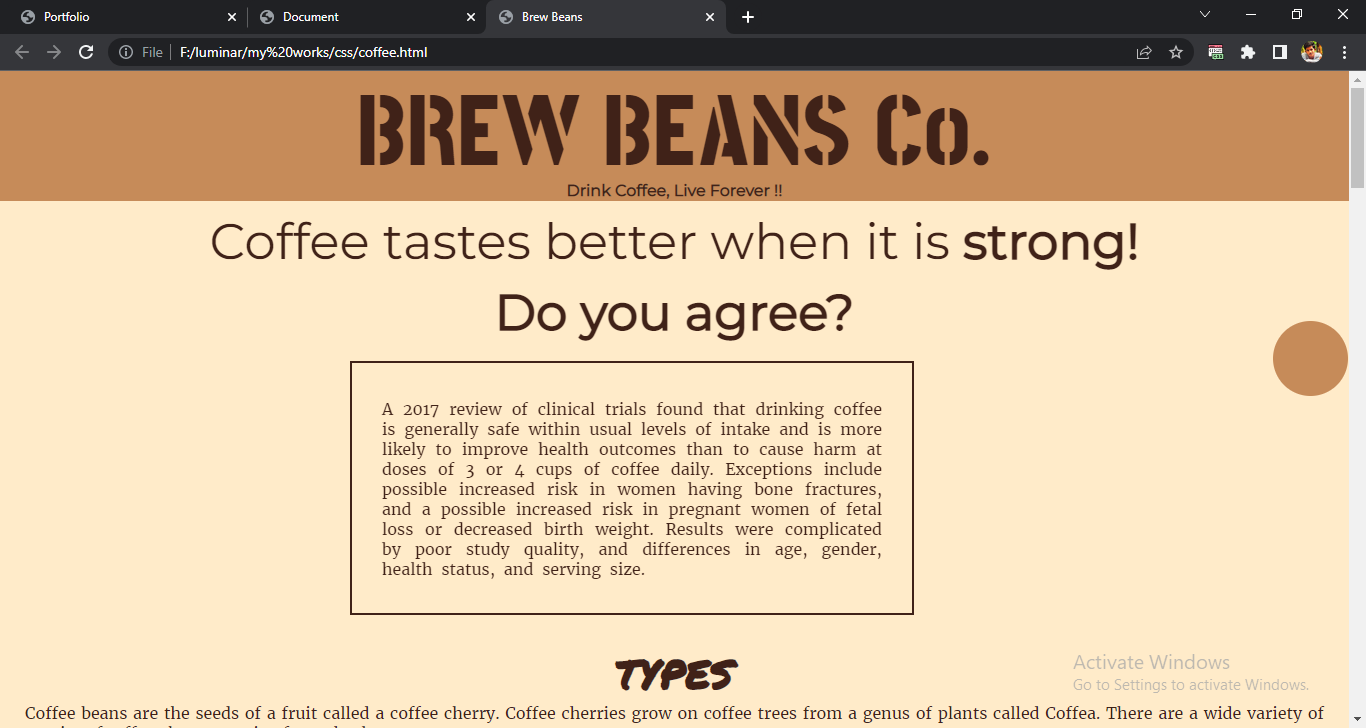 Portfolio
Document
Brew Beans
File
F:/luminar/my%20works/css/coffee.html
BREW BEANS Co.
Drink Coffee, Live Forever !!
Coffee tastes better when it is strong!
Do you agree?
A 2017 review of clinical trials found that drinking coffee
is generally safe within usual levels of intake and is more
likely to improve health outcomes than to cause harm at
doses of 3 or 4 cups of coffee daily. Exceptions include
possible increased risk in women having bone fractures,
and a possible increased risk in pregnant women of fetal
loss or decreased birth weight. Results were complicated
by poor study quality, and differences in age, gender,
health status, and serving size.
TYPES
Activate Windows
Go to Settings to activate Windows.
Coffee beans are the seeds of a fruit called a coffee cherry. Coffee cherries grow on coffee trees from a genus of plants called Coffea. There are a wide variety of